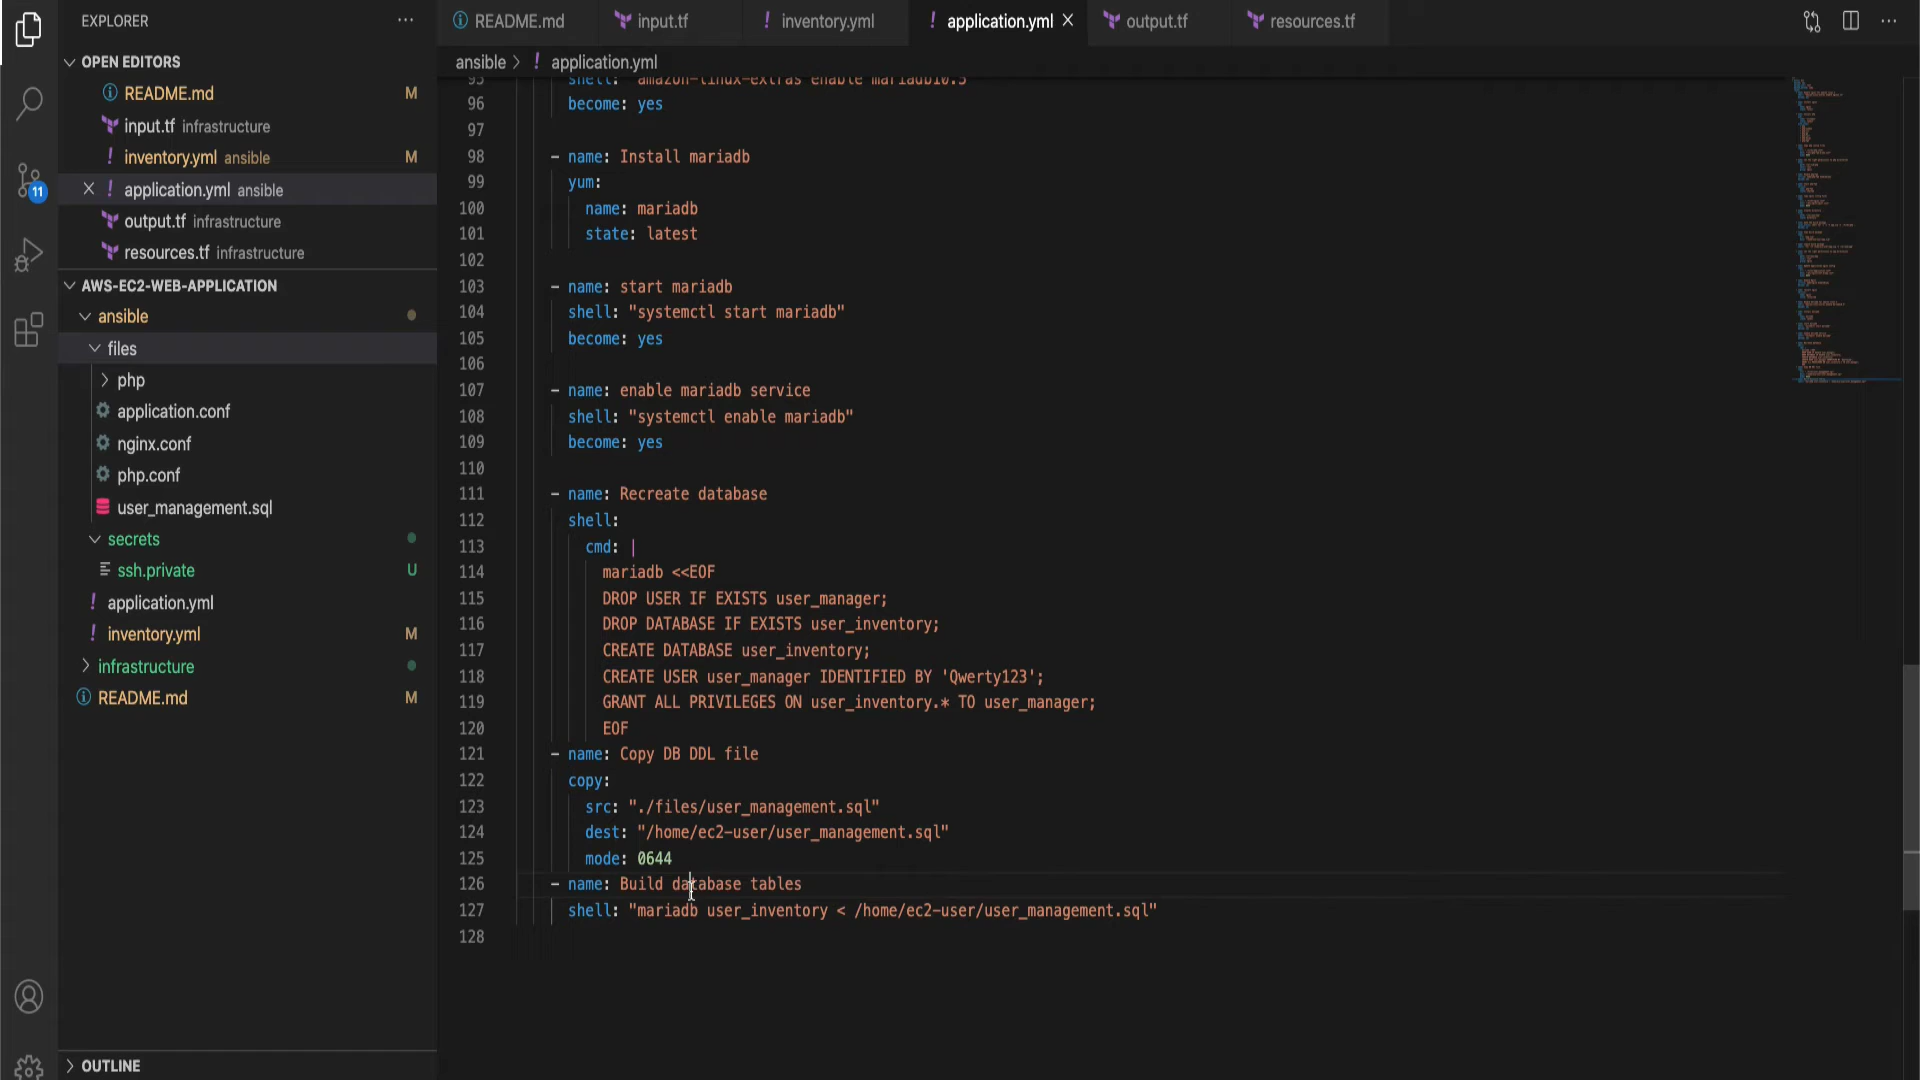 EXPLORER
OPEN EDITORS
README.md M
input.tf infrastructure
inventory.yml ansible M
application.yml ansible
output.tf infrastructure
resources.tf infrastructure
AWS-EC2-WEB-APPLICATION
ansible
files
php
application.conf
nginx.conf
php.conf
user_management.sql
secrets
ssh.private U
application.yml
inventory.yml M
infrastructure
README.md M
OUTLINE
11
README.md input.tf inventory.yml application.yml output.tf resources.tf
ansible > application.yml
95 shell: "amazon-linux-extras enable mariadb10.5"
96 become: yes
97
98 - name: Install mariadb
99 yum:
100 name: mariadb
101 state: latest
102
103 - name: start mariadb
104 shell: "systemctl start mariadb"
105 become: yes
106
107 - name: enable mariadb service
108 shell: "systemctl enable mariadb"
109 become: yes
110
111 - name: Recreate database
112 shell:
113 cmd: |
114 mariadb <<EOF
115 DROP USER IF EXISTS user_manager;
116 DROP DATABASE IF EXISTS user_inventory;
117 CREATE DATABASE user_inventory;
118 CREATE USER user_manager IDENTIFIED BY 'Qwerty123';
119 GRANT ALL PRIVILEGES ON user_inventory.* TO user_manager;
120 EOF
121 - name: Copy DB DDL file
122 copy:
123 src: "./files/user_management.sql"
124 dest: "/home/ec2-user/user_management.sql"
125 mode: 0644
126 - name: Build database tables
127 shell: "mariadb user_inventory < /home/ec2-user/user_management.sql"
128